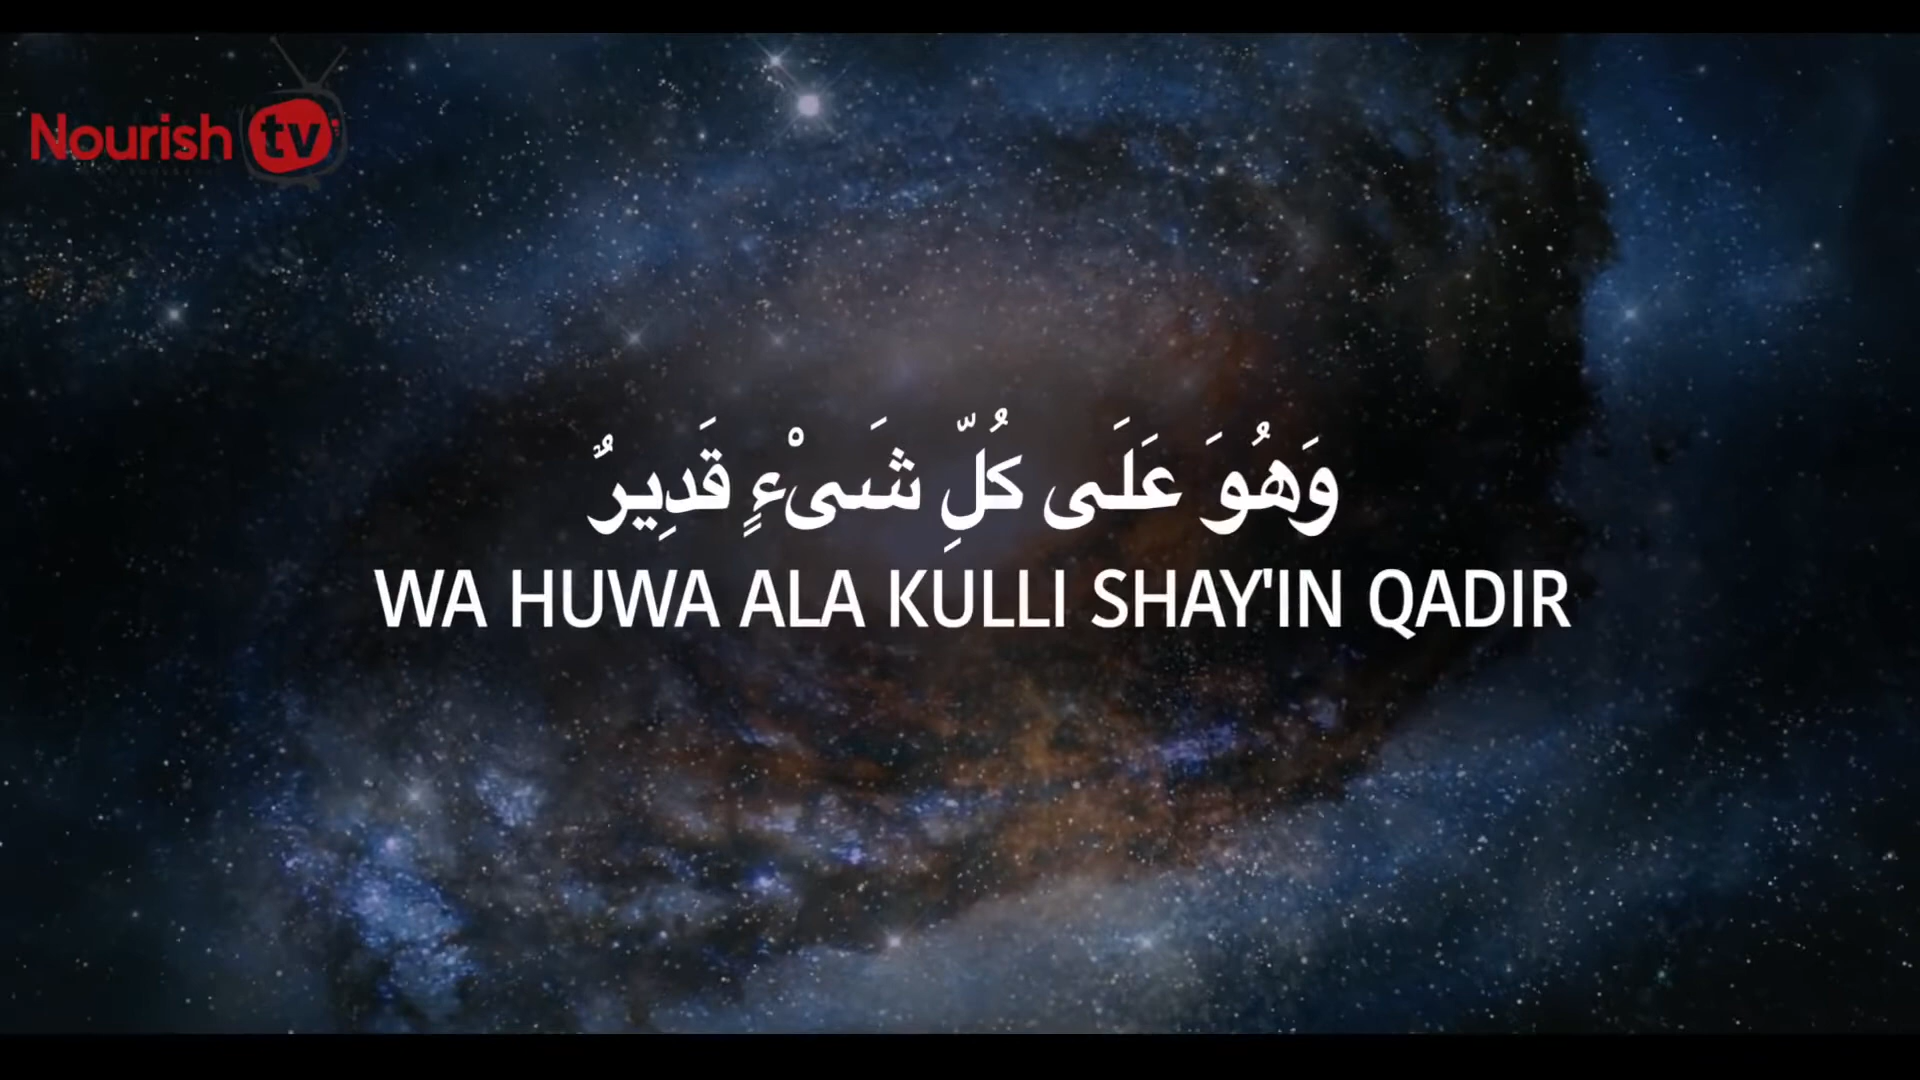 Nourish tv
وَهُوَ عَلَى كُلِّ شَىْءٍ قَدِيرٌ
WA HUWA ALA KULLI SHAY'IN QADIR